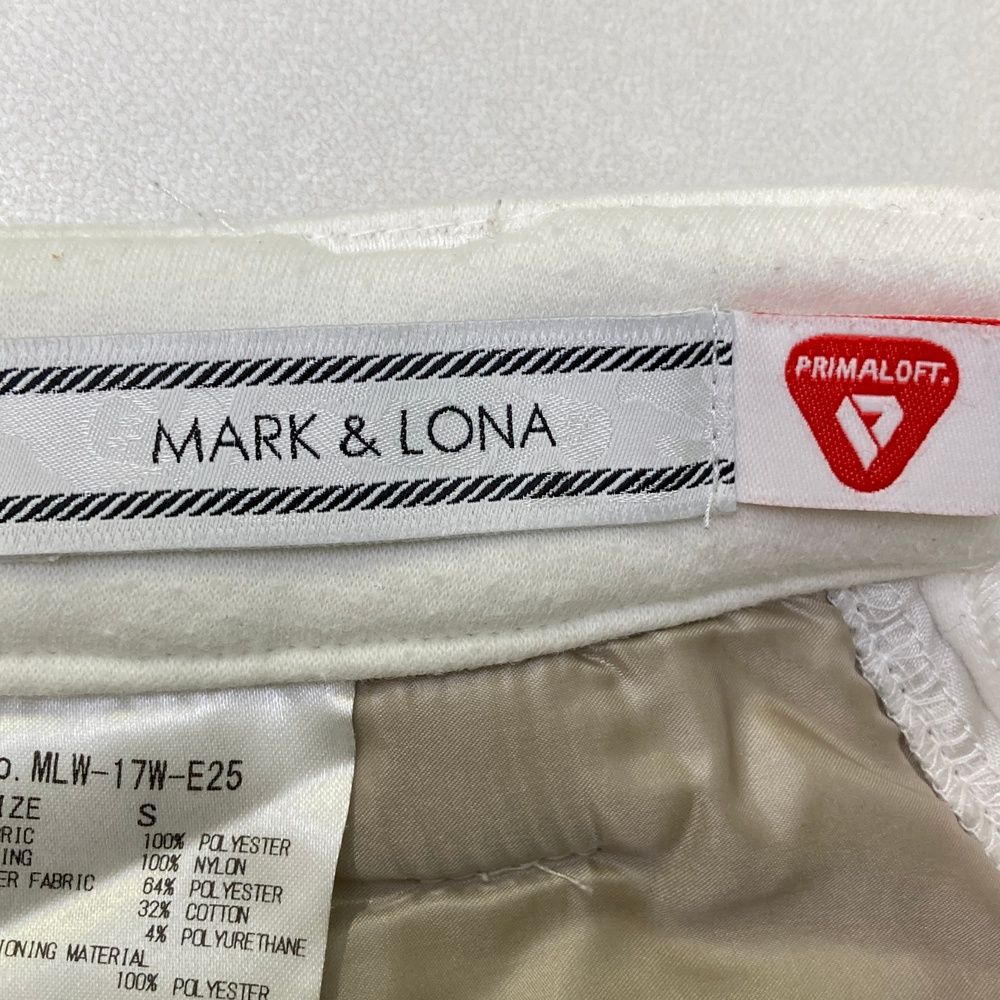 MARK & LONA
PRIMALOFT.
o. MLW-17W-E25
IZE S
RIC 100% POLYESTER
ING 100% NYLON
ER FABRIC 64% POLYESTER
32% COTTON
4% POLYURETHANE
IONING MATERIAL
100% POLYESTER